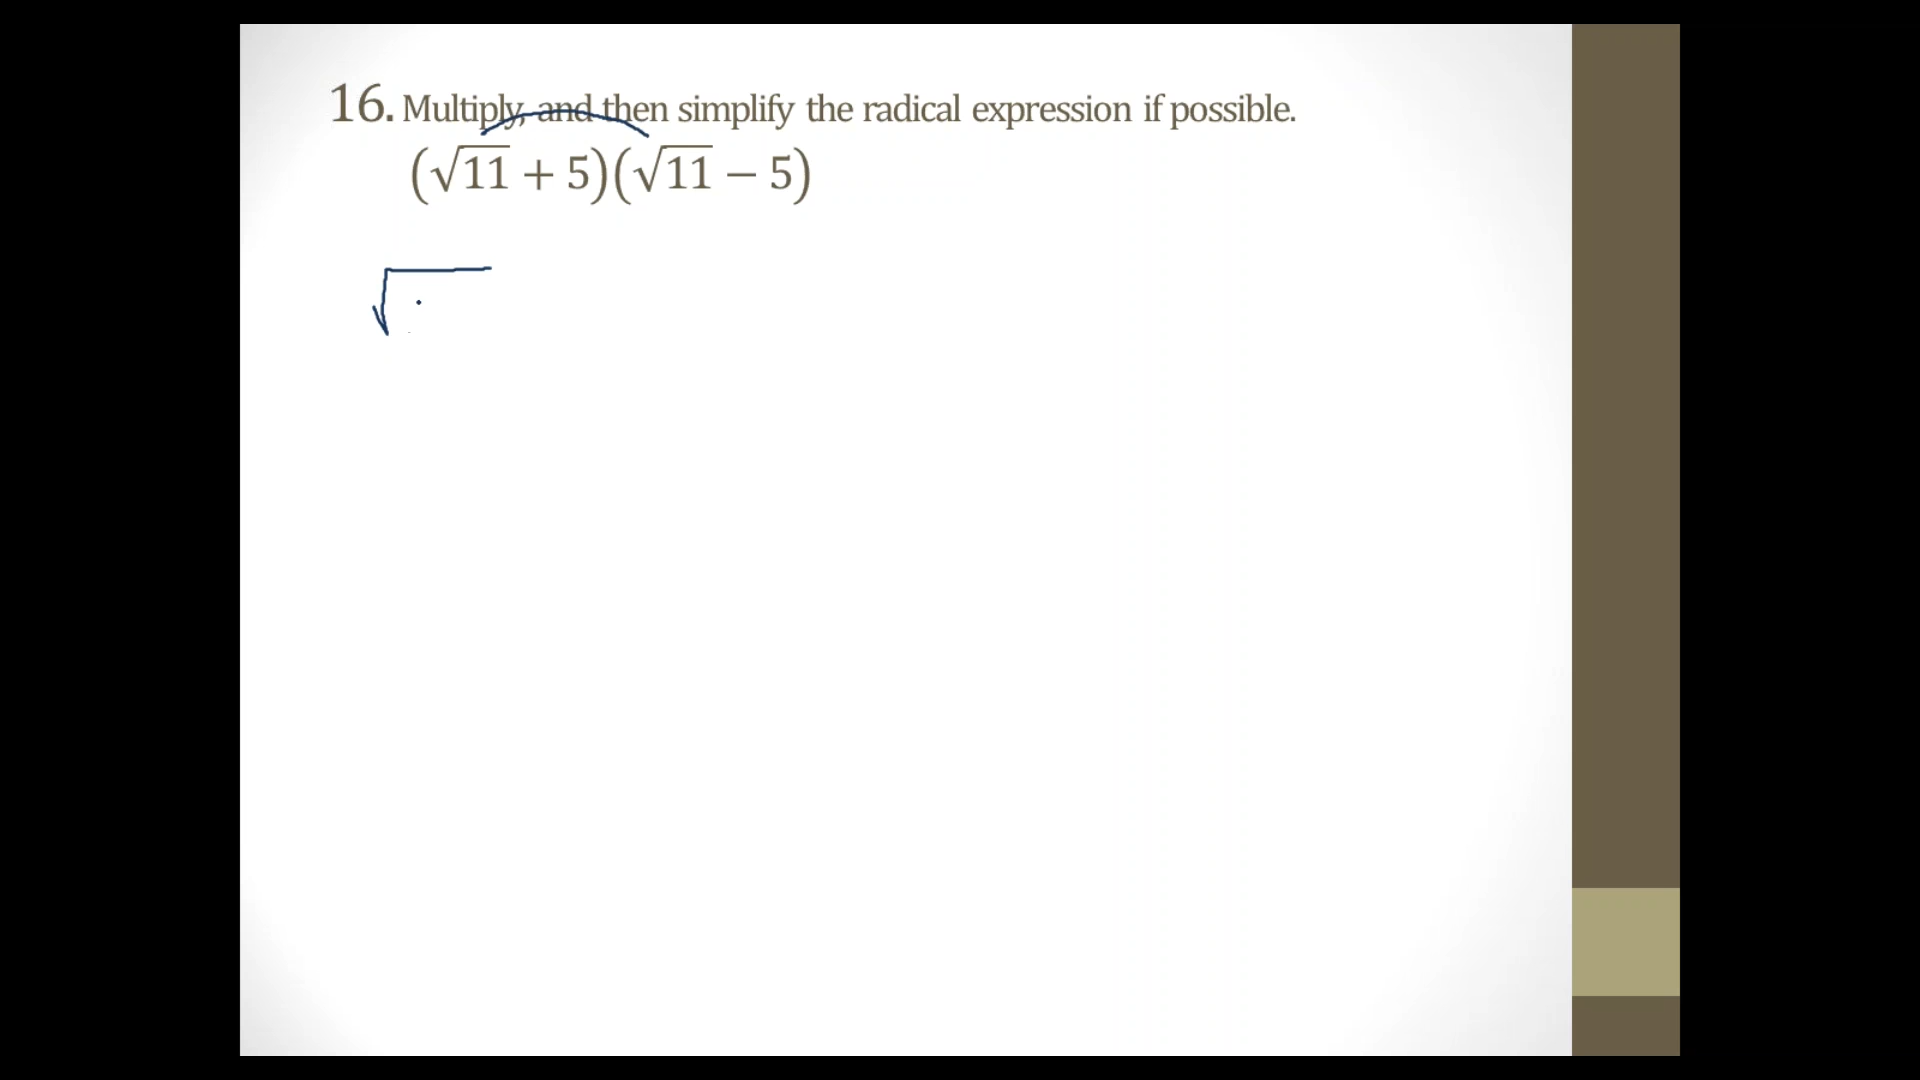 16. Multiply, and then simplify the radical expression if possible.
(√11 + 5)(√11 − 5)
√